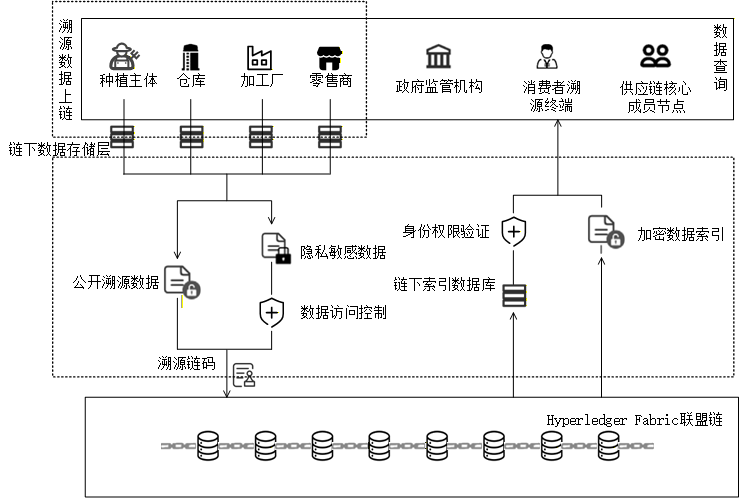 溯源数据上链
数据查询
种植主体
仓库
加工厂
零售商
政府监管机构
消费者溯
源终端
供应链核心
成员节点
链下数据存储层
身份权限验证
加密数据索引
隐私敏感数据
公开溯源数据
链下索引数据库
数据访问控制
溯源链码
Hyperledger Fabric联盟链